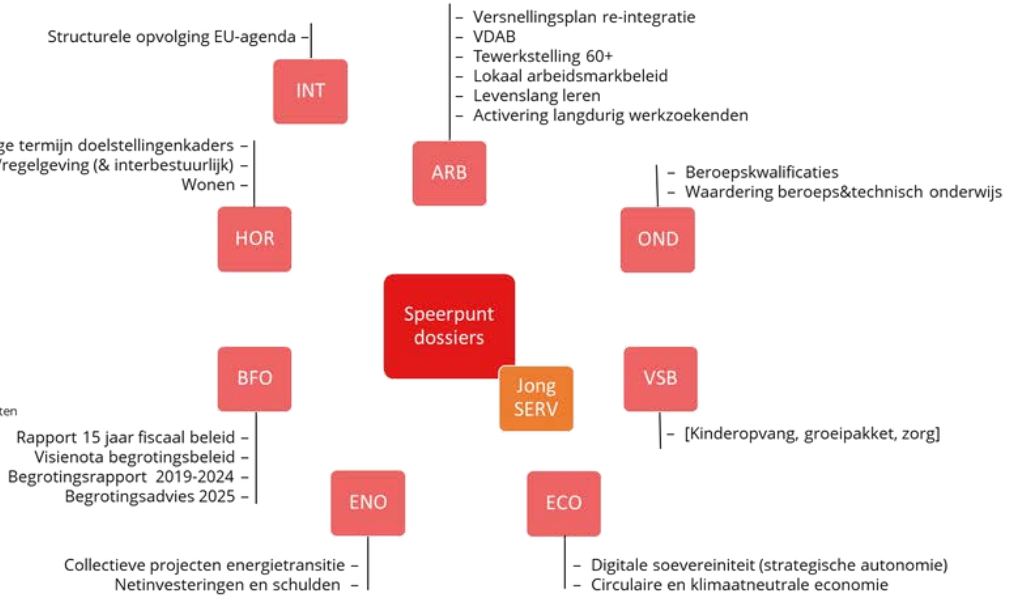 Structurele opvolging EU-agenda –
INT
– Versnellingsplan re-integratie
– VDAB
– Tewerkstelling 60+
– Lokaal arbeidsmarkbeleid
– Levenslang leren
– Activering langdurig werkzoekenden
ARB
termijn doelstellingenkaders –
regelgeving (& interbestuurlijk) –
Wonen –
HOR
– Beroepskwalificaties
– Waardering beroeps&technisch onderwijs
OND
Speerpunt
dossiers
Jong
SERV
BFO
Rapport 15 jaar fiscaal beleid –
Visienota begrotingsbeleid –
Begrotingsrapport 2019-2024 –
Begrotingsadvies 2025 –
VSB
– [Kinderopvang, groeipakket, zorg]
ENO
Collectieve projecten energietransitie –
Netinvesteringen en schulden –
ECO
– Digitale soevereiniteit (strategische autonomie)
– Circulaire en klimaatneutrale economie